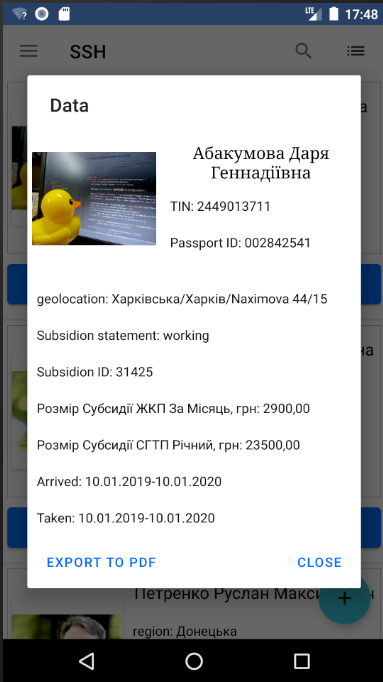 17:48
SSH
Data
Абакумова Даря
Геннадіївна
TIN: 2449013711
Passport ID: 002842541
geolocation: Харківська/Харків/Naximova 44/15
Subsidion statement: working
Subsidion ID: 31425
Розмір Субсидії ЖКП За Місяць, грн: 2900,00
Розмір Субсидії СГТП Річний, грн: 23500,00
Arrived: 10.01.2019-10.01.2020
Taken: 10.01.2019-10.01.2020
EXPORT TO PDF
CLOSE
Петренко Руслан
region: Донецька